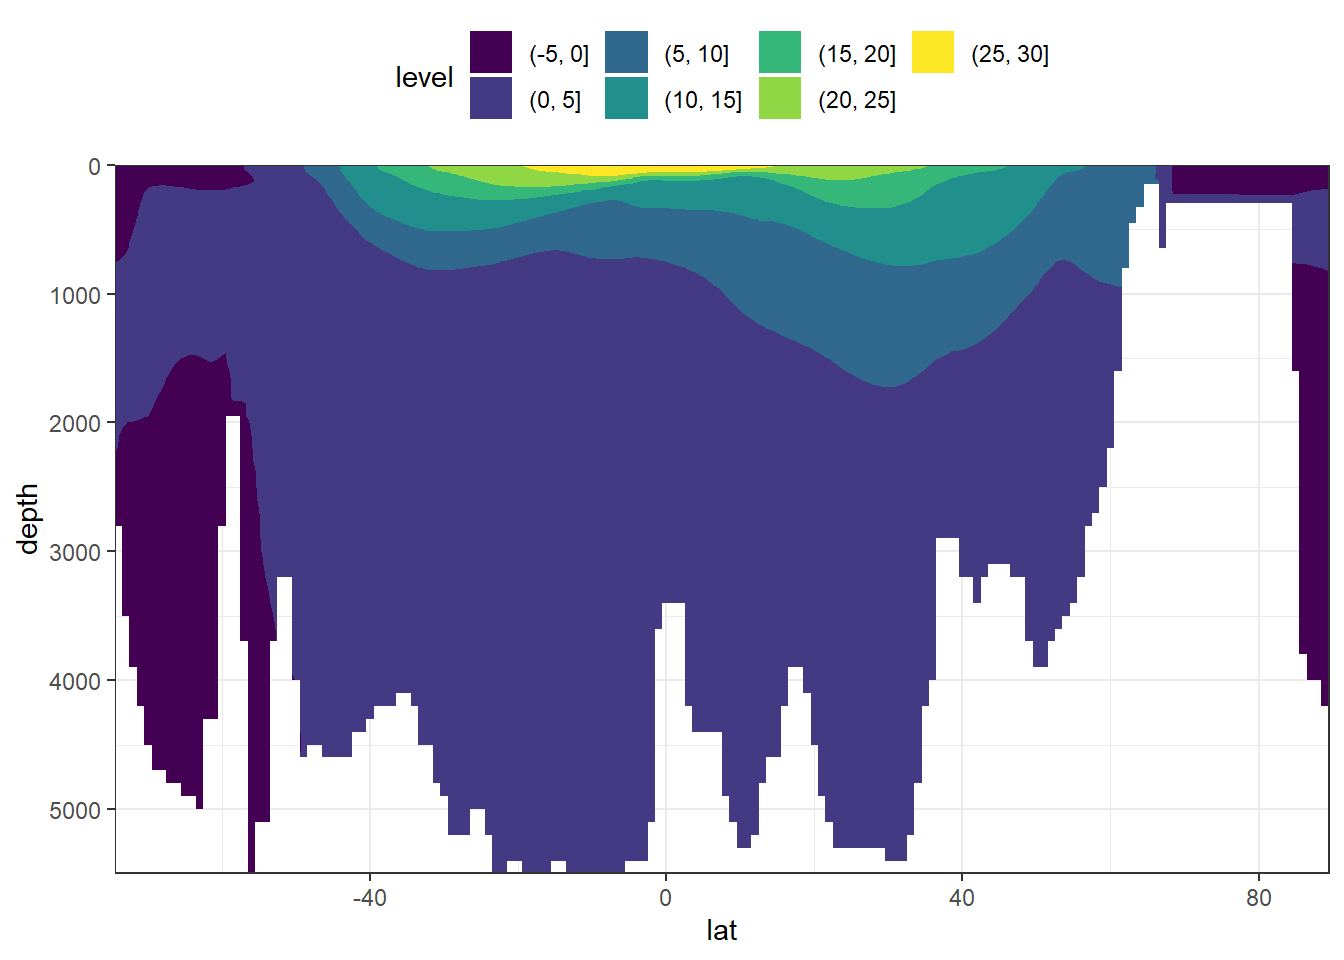 level
(-5, 0] (5, 10] (15, 20] (25, 30]
(0, 5] (10, 15] (20, 25]
0
1000
2000
3000
4000
5000
depth
-40 0 40 80
lat